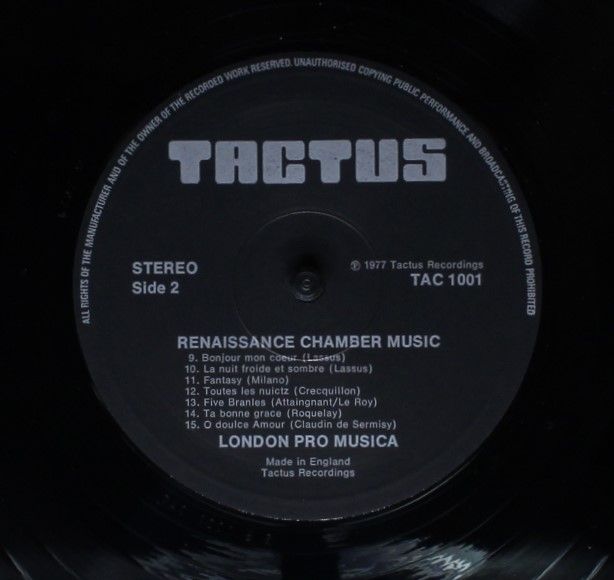 ALL RIGHTS OF THE MANUFACTURER AND OF THE OWNER OF THE RECORDED WORK RESERVED. UNAUTHORISED COPYING PUBLIC PERFORMANCE AND BROADCASTING OF THIS RECORD PROHIBITED
TACTUS
STEREO
Side 2
℗ 1977 Tactus Recordings
TAC 1001
RENAISSANCE CHAMBER MUSIC
9. Bonjour mon coeur (Lassus)
10. La nuit froide et sombre (Lassus)
11. Fantasy (Milano)
12. Toutes les nuictz (Crecquillon)
13. Five Branles (Attaingnant/Le Roy)
14. Ta bonne grace (Roquelay)
15. O doulce Amour (Claudin de Sermisy)
LONDON PRO MUSICA
Made in England
Tactus Recordings